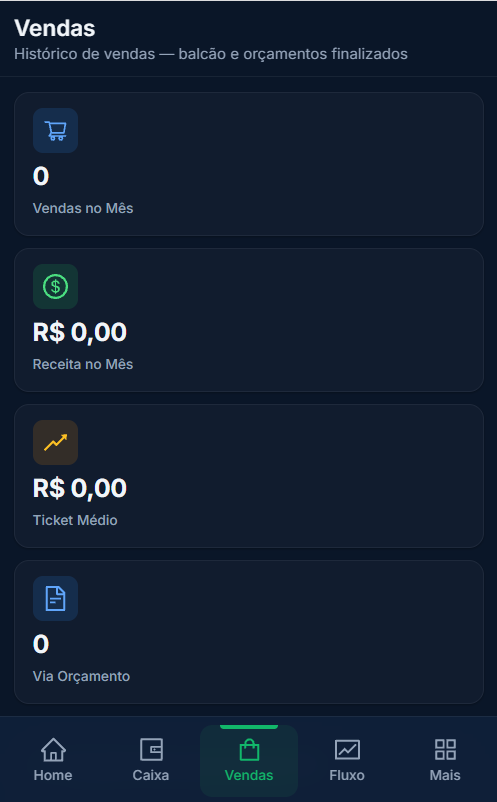 Vendas
Histórico de vendas — balcão e orçamentos finalizados
0
Vendas no Mês
$
R$ 0,00
Receita no Mês
R$ 0,00
Ticket Médio
0
Via Orçamento
Home
Caixa
Vendas
Fluxo
Mais